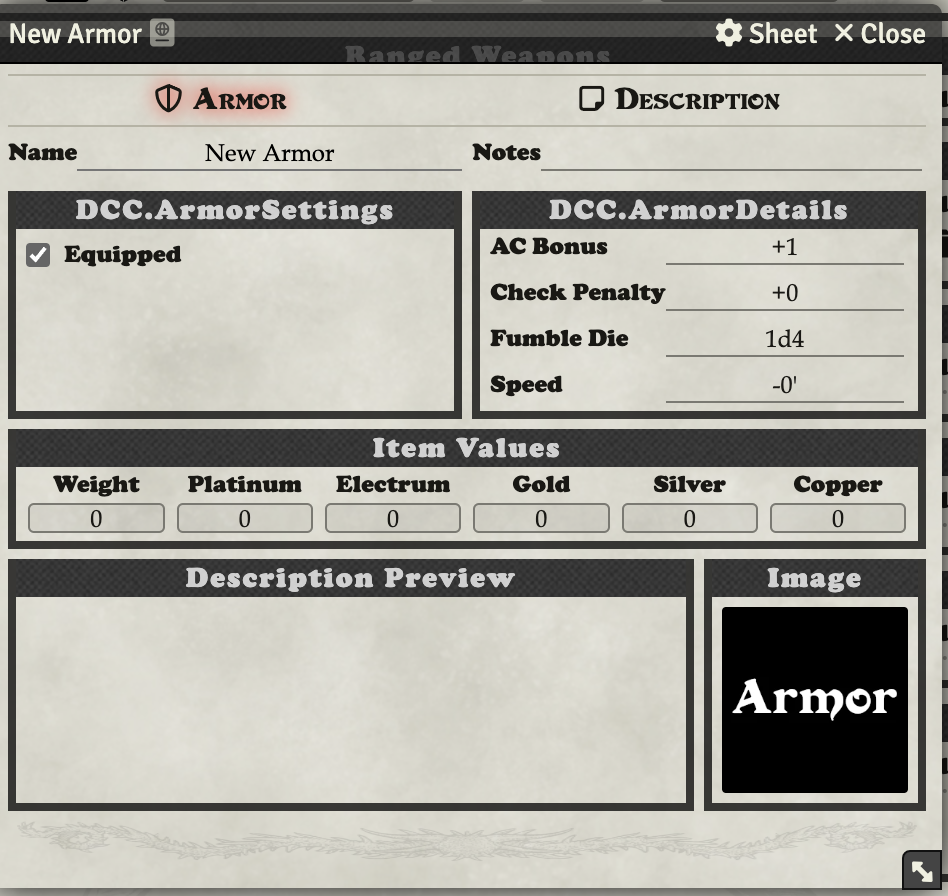 New Armor Sheet Close
Ranged Weapons
Armor Description
Name New Armor Notes
DCC.ArmorSettings DCC.ArmorDetails
Equipped
AC Bonus +1
Check Penalty +0
Fumble Die 1d4
Speed -0'
Item Values
Weight Platinum Electrum Gold Silver Copper
0 0 0 0 0 0
Description Preview Image
Armor